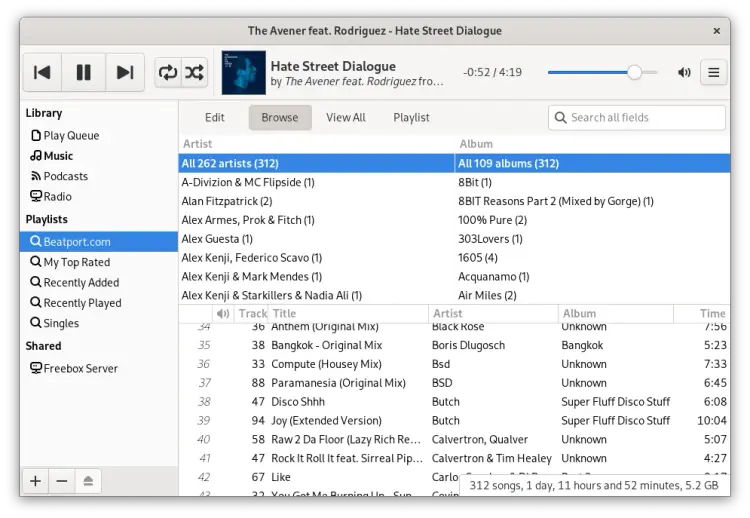 The Avener feat. Rodriguez - Hate Street Dialogue
Hate Street Dialogue
by The Avener feat. Rodriguez fro...
-0:52 / 4:19
Library
Play Queue
Music
Podcasts
Radio
Playlists
Beatport.com
My Top Rated
Recently Added
Recently Played
Singles
Shared
Freebox Server
Edit Browse View All Playlist Search all fields
Artist Album
All 262 artists (312) All 109 albums (312)
A-Divizion & MC Flipside (1) 8Bit (1)
Alan Fitzpatrick (2) 8BIT Reasons Part 2 (Mixed by Gorge) (1)
Alex Armes, Prok & Fitch (1) 100% Pure (2)
Alex Guesta (1) 303Lovers (1)
Alex Kenji, Federico Scavo (1) 1605 (4)
Alex Kenji & Mark Mendes (1) Acquanamo (1)
Alex Kenji & Starkillers & Nadia Ali (1) Air Miles (2)
Track Title Artist Album Time
34 36 Anthem (Original Mix) Black Rose Unknown 7:56
35 38 Bangkok - Original Mix Boris Dlugosch Bangkok 5:23
36 33 Compute (Housey Mix) Bsd Unknown 7:33
37 88 Paramanesia (Original Mix) BSD Unknown 6:45
38 47 Disco Shhh Butch Super Fluff Disco Stuff 6:08
39 94 Joy (Extended Version) Butch Super Fluff Disco Stuff 10:04
40 58 Raw 2 Da Floor (Lazy Rich Re... Calvertron, Qualver Unknown 5:07
41 47 Rock It Roll It feat. Sirreal Pip... Calvertron & Tim Healey Unknown 4:27
42 67 Like
43 32 You Got Me Burning Up
312 songs, 1 day, 11 hours and 52 minutes, 5.2 GB